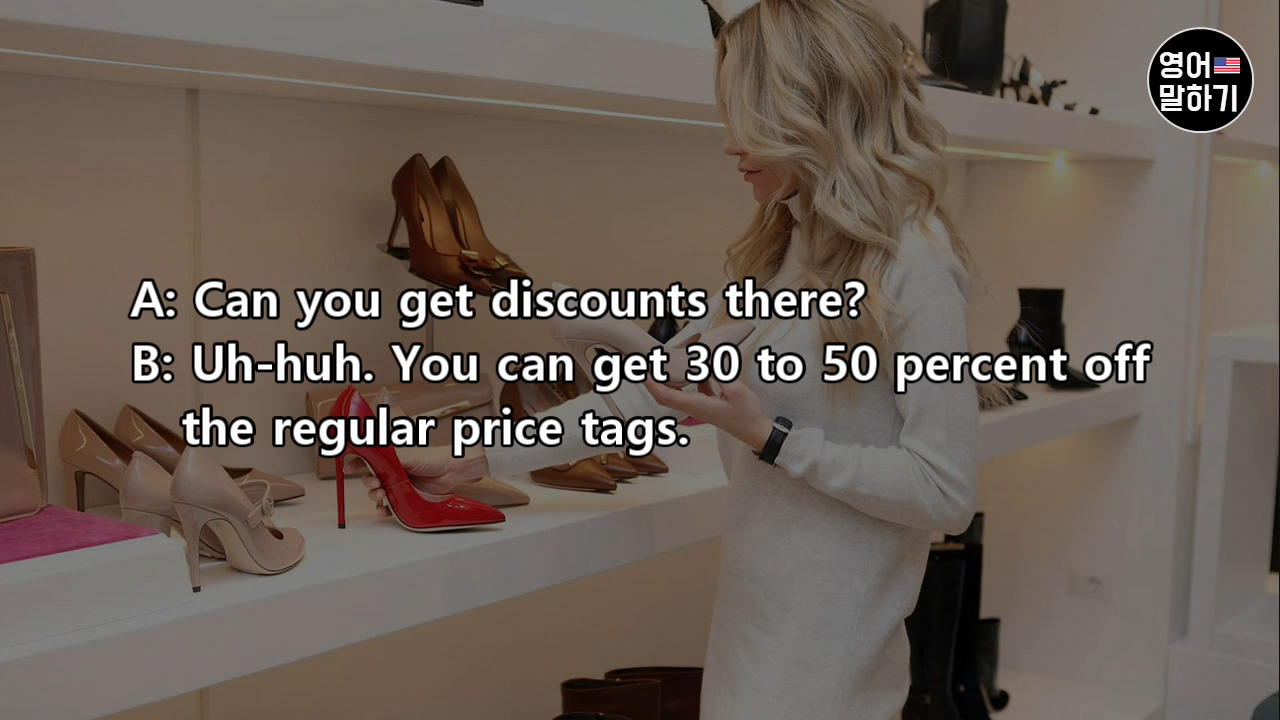 영어
말하기
A: Can you get discounts there?
B: Uh-huh. You can get 30 to 50 percent off
the regular price tags.